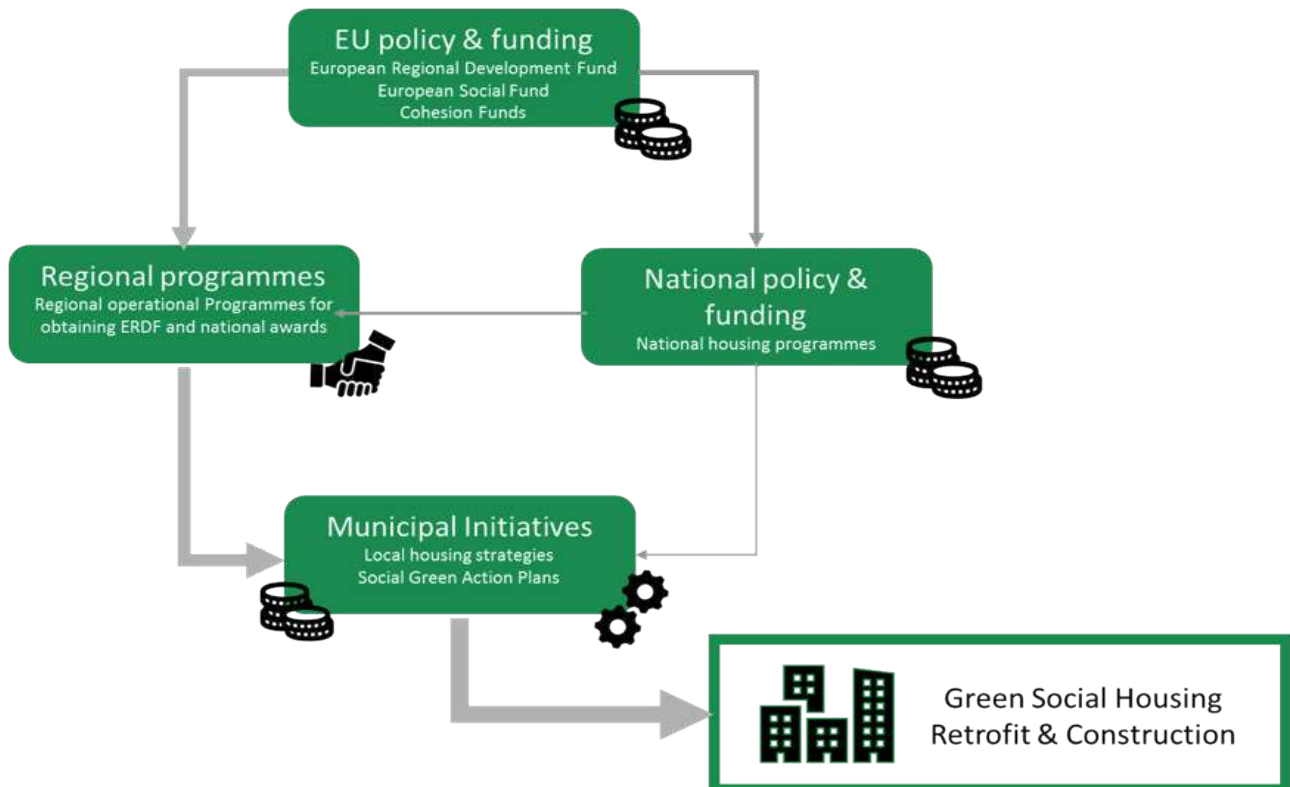 EU policy & funding
European Regional Development Fund
European Social Fund
Cohesion Funds
Regional programmes
Regional operational Programmes for
obtaining ERDF and national awards
National policy &
funding
National housing programmes
Municipal Initiatives
Local housing strategies
Social Green Action Plans
Green Social Housing
Retrofit & Construction